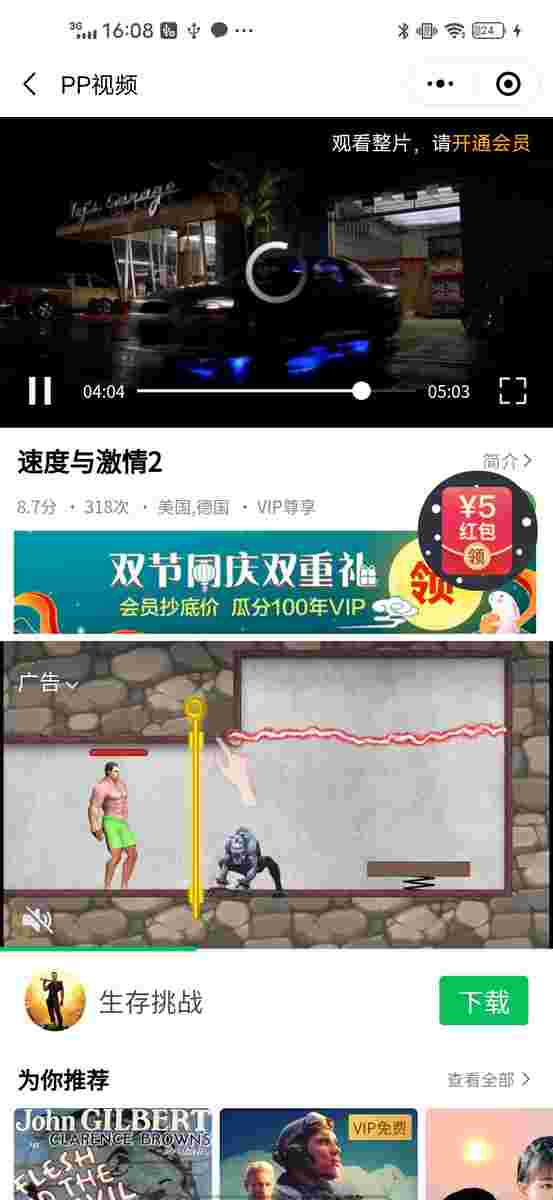 3G 16:08 24
PP视频
观看整片，请开通会员
04:04 05:03
速度与激情2
简介
8.7分 · 318次 · 美国,德国 · VIP尊享
¥5
红包
领
双节同庆双重礼
领
会员抄底价 瓜分100年VIP
广告
生存挑战
下载
为你推荐
查看全部
John GILBERT
CLARENCE BROWN'S
FLESH
AND THE
DEVIL
VIP免费